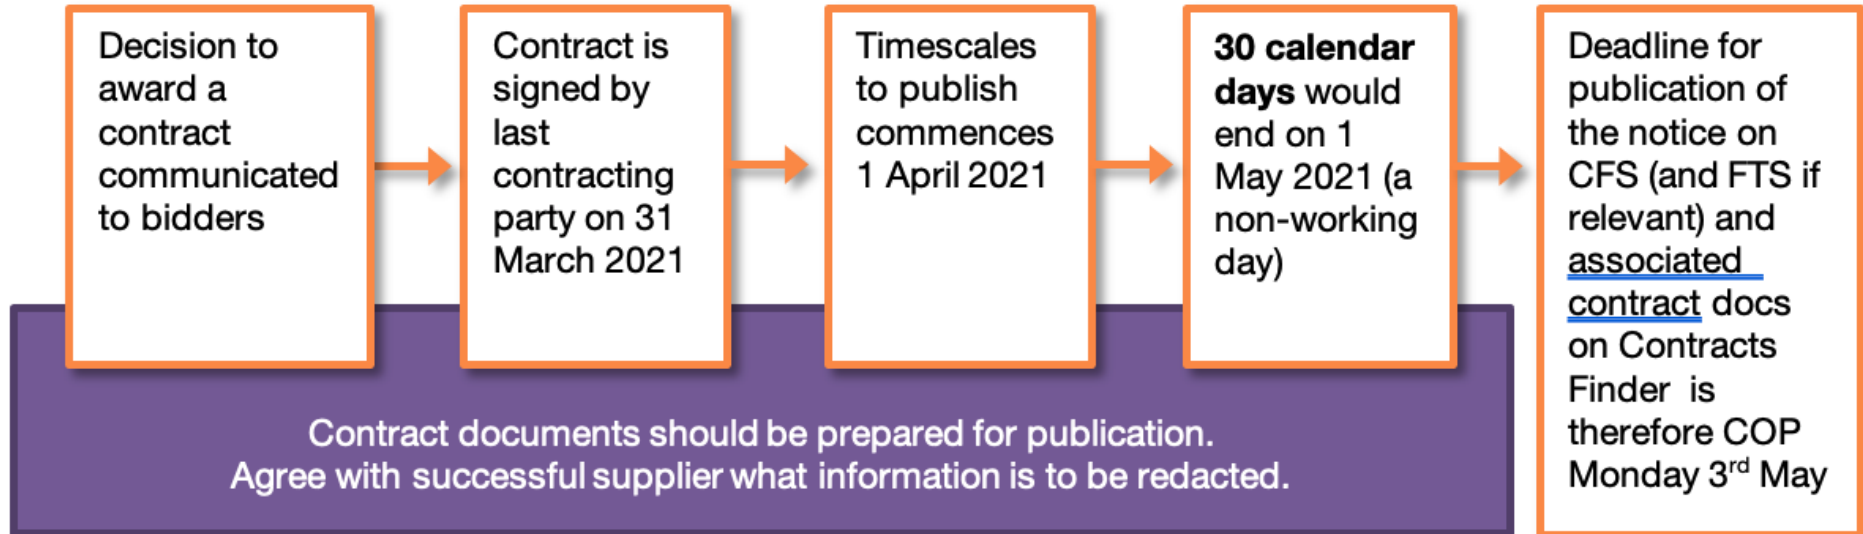 Decision to
award a
contract
communicated
to bidders
Contract is
signed by
last
contracting
party on 31
March 2021
Timescales
to publish
commences
1 April 2021
30 calendar
days would
end on 1
May 2021 (a
non-working
day)
Deadline for
publication of
the notice on
CFS (and FTS if
relevant) and
associated
contract docs
on Contracts
Finder is
therefore COP
Monday 3rd May
Contract documents should be prepared for publication.
Agree with successful supplier what information is to be redacted.